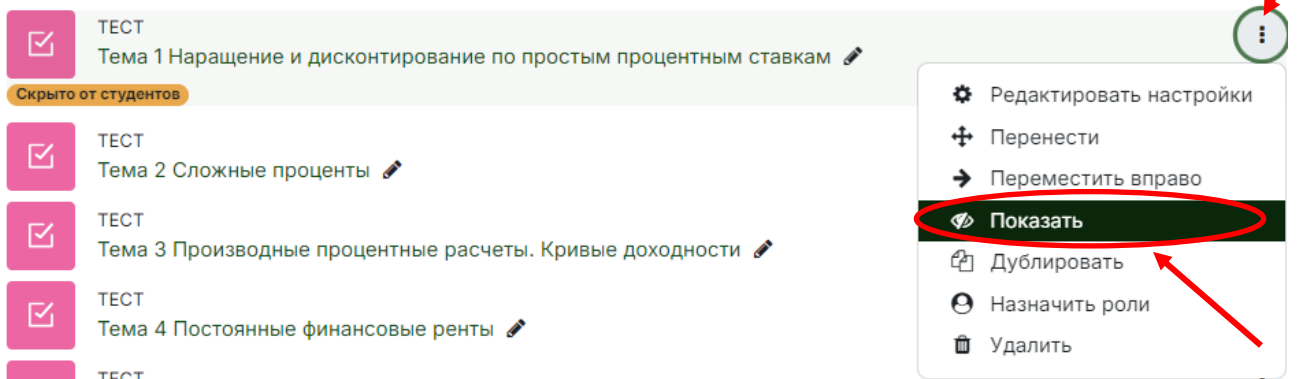 ТЕСТ
Тема 1 Наращение и дисконтирование по простым процентным ставкам
Скрыто от студентов
ТЕСТ
Тема 2 Сложные проценты
ТЕСТ
Тема 3 Производные процентные расчеты. Кривые доходности
ТЕСТ
Тема 4 Постоянные финансовые ренты
ТЕСТ
Редактировать настройки
Перенести
Переместить вправо
Показать
Дублировать
Назначить роли
Удалить